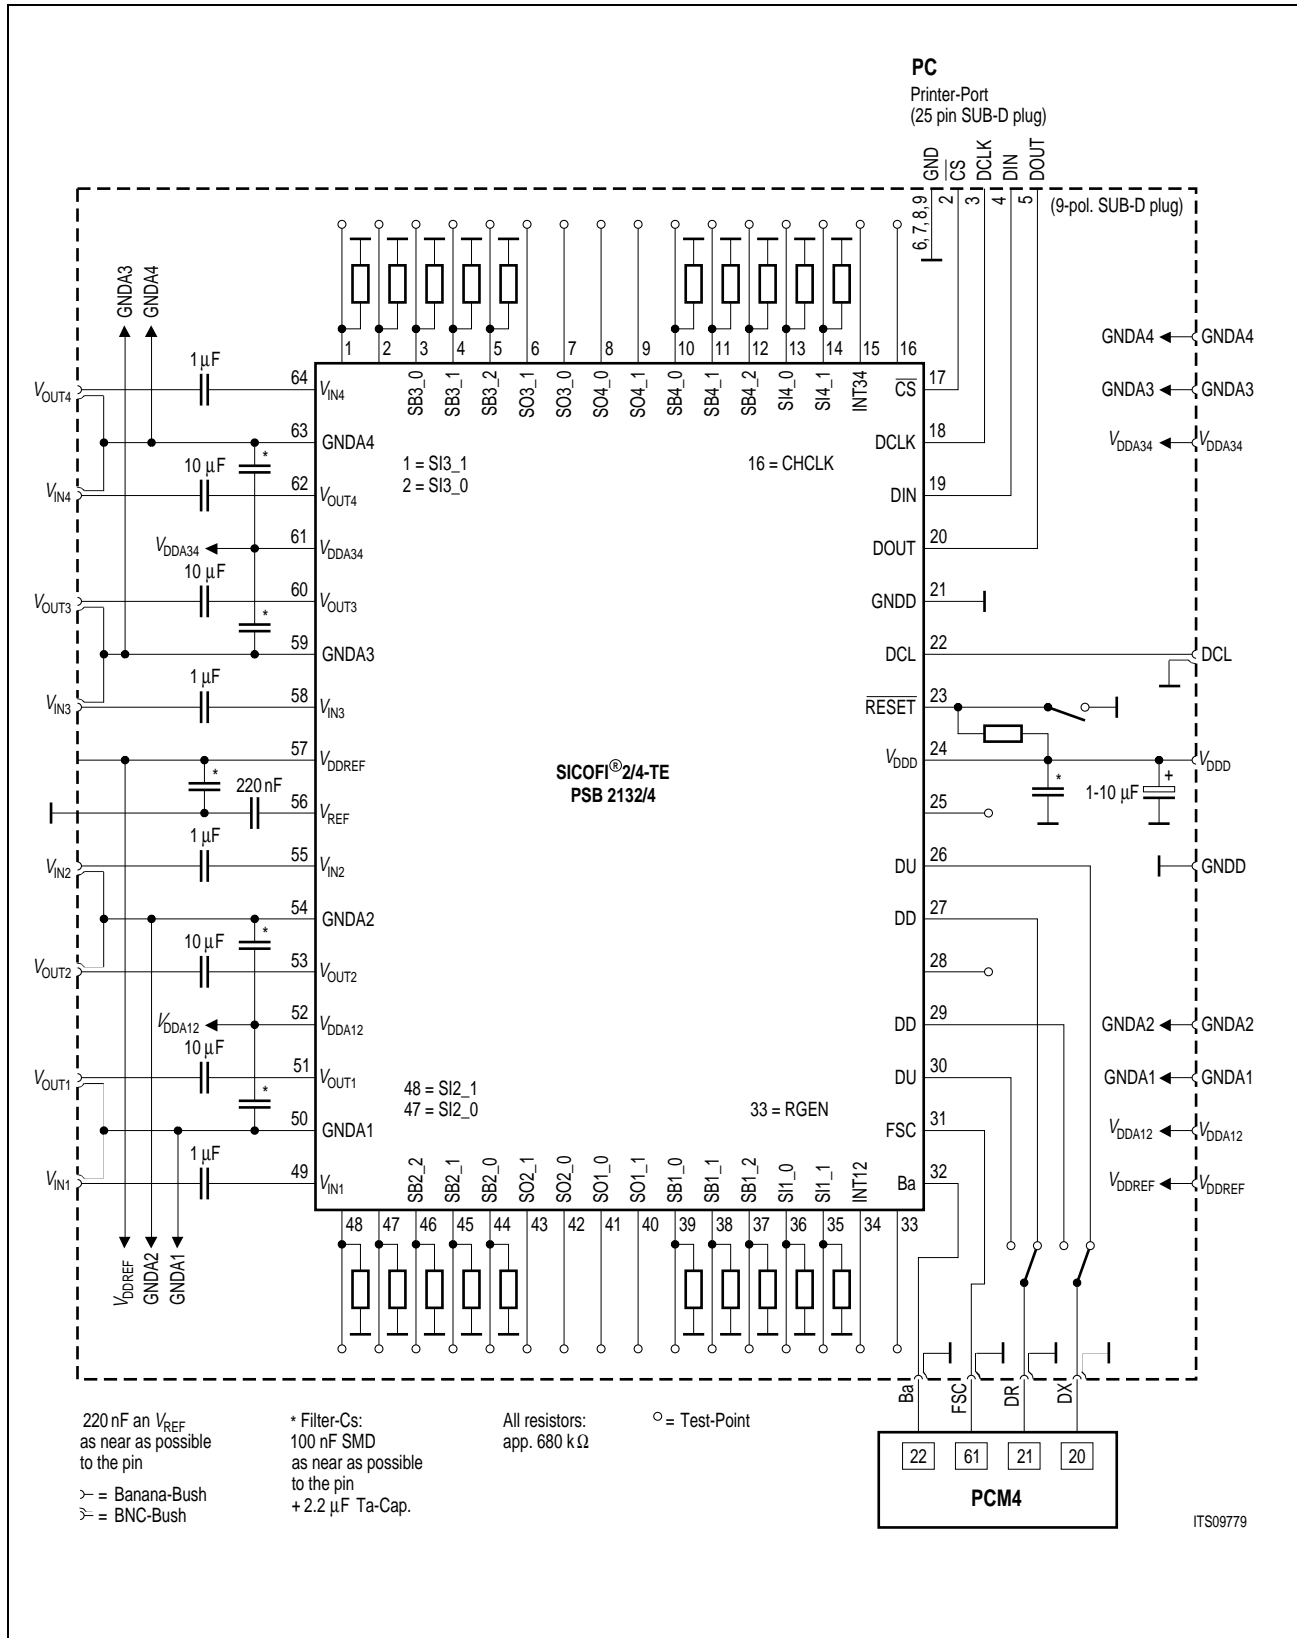 PC
Printer-Port
(25 pin SUB-D plug)
GND
CS
DCLK
DIN
DOUT
6, 7, 8, 9
2
3
4
5
(9-pol. SUB-D plug)
GNDA3
GNDA4
1 2 3 4 5 6 7 8 9 10 11 12 13 14 15 16
SB3_0 SB3_1 SB3_2 SO3_1 SO3_0 SO4_0 SO4_1 SB4_0 SB4_1 SB4_2 SI4_0 SI4_1 INT34
1 = SI3_1
2 = SI3_0
16 = CHCLK
VOUT4 1 µF 64 VIN4
63 GNDA4
VIN4 10 µF 62 VOUT4
VDDA34 61 VDDA34
VOUT3 10 µF 60 VOUT3
59 GNDA3
VIN3 1 µF 58 VIN3
57 VDDREF
220 nF 56 VREF
VIN2 1 µF 55 VIN2
54 GNDA2
VOUT2 10 µF 53 VOUT2
VDDA12 52 VDDA12
VOUT1 10 µF 51 VOUT1
50 GNDA1
VIN1 1 µF 49 VIN1
* * * * *
VDDREF
GNDA2
GNDA1
SICOFI®2/4-TE
PSB 2132/4
CS 17
DCLK 18
DIN 19
DOUT 20
GNDD 21
DCL 22 DCL
RESET 23
VDDD 24 VDDD
* 1-10 µF +
25
DU 26
DD 27
28
DD 29
DU 30
FSC 31
Ba 32
GNDA4 GNDA4
GNDA3 GNDA3
VDDA34 VDDA34
GNDD
GNDA2 GNDA2
GNDA1 GNDA1
VDDA12 VDDA12
VDDREF VDDREF
48 = SI2_1
47 = SI2_0
33 = RGEN
SB2_2 SB2_1 SB2_0 SO2_1 SO2_0 SO1_0 SO1_1 SB1_0 SB1_1 SB1_2 SI1_0 SI1_1 INT12
48 47 46 45 44 43 42 41 40 39 38 37 36 35 34 33
Ba FSC DR DX
22 61 21 20
PCM4
220 nF an VREF
as near as possible
to the pin
= Banana-Bush
= BNC-Bush
* Filter-Cs:
100 nF SMD
as near as possible
to the pin
+ 2.2 µF Ta-Cap.
All resistors:
app. 680 k Ω
= Test-Point
ITS09779